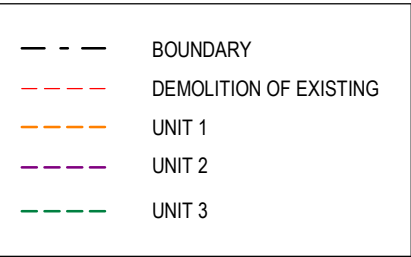 BOUNDARY
DEMOLITION OF EXISTING
UNIT 1
UNIT 2
UNIT 3